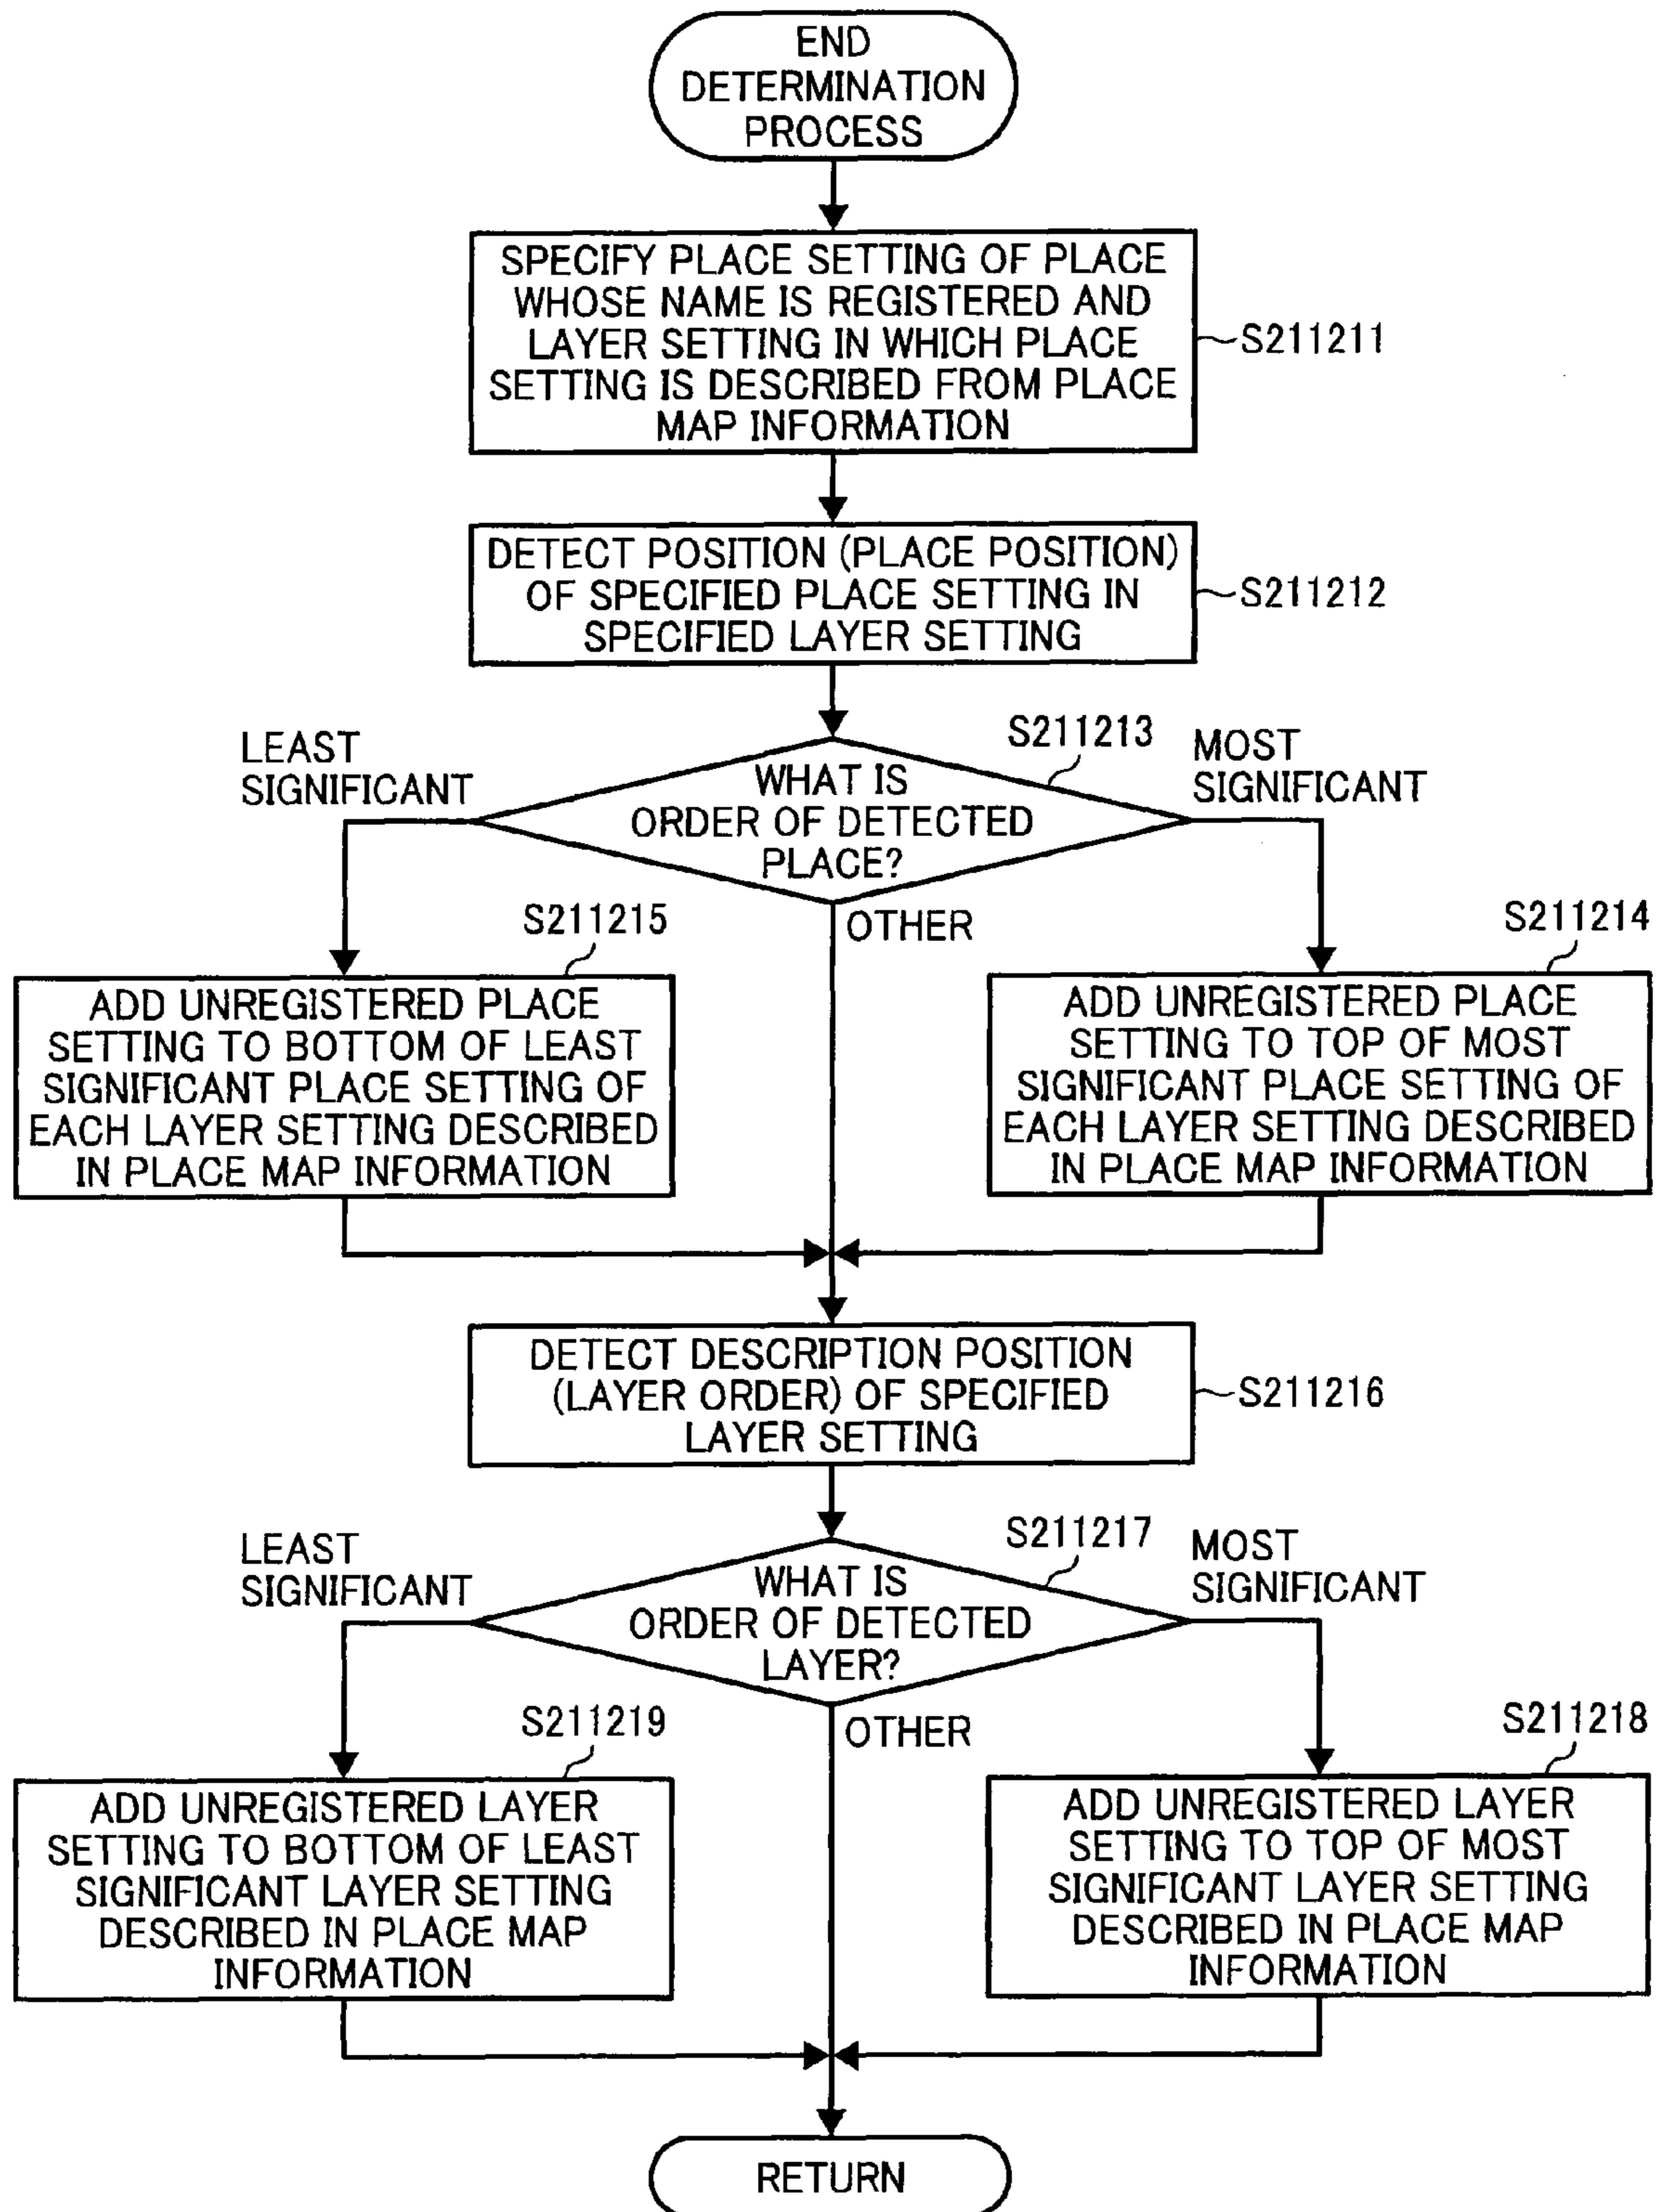 END
DETERMINATION
PROCESS
SPECIFY PLACE SETTING OF PLACE
WHOSE NAME IS REGISTERED AND
LAYER SETTING IN WHICH PLACE
SETTING IS DESCRIBED FROM PLACE
MAP INFORMATION
S211211
DETECT POSITION (PLACE POSITION)
OF SPECIFIED PLACE SETTING IN
SPECIFIED LAYER SETTING
S211212
LEAST
SIGNIFICANT
S211213
MOST
SIGNIFICANT
WHAT IS
ORDER OF DETECTED
PLACE?
OTHER
S211215
ADD UNREGISTERED PLACE
SETTING TO BOTTOM OF LEAST
SIGNIFICANT PLACE SETTING OF
EACH LAYER SETTING DESCRIBED
IN PLACE MAP INFORMATION
S211214
ADD UNREGISTERED PLACE
SETTING TO TOP OF MOST
SIGNIFICANT PLACE SETTING OF
EACH LAYER SETTING DESCRIBED
IN PLACE MAP INFORMATION
DETECT DESCRIPTION POSITION
(LAYER ORDER) OF SPECIFIED
LAYER SETTING
S211216
LEAST
SIGNIFICANT
S211217
MOST
SIGNIFICANT
WHAT IS
ORDER OF DETECTED
LAYER?
OTHER
S211219
ADD UNREGISTERED LAYER
SETTING TO BOTTOM OF LEAST
SIGNIFICANT LAYER SETTING
DESCRIBED IN PLACE MAP
INFORMATION
S211218
ADD UNREGISTERED LAYER
SETTING TO TOP OF MOST
SIGNIFICANT LAYER SETTING
DESCRIBED IN PLACE MAP
INFORMATION
RETURN